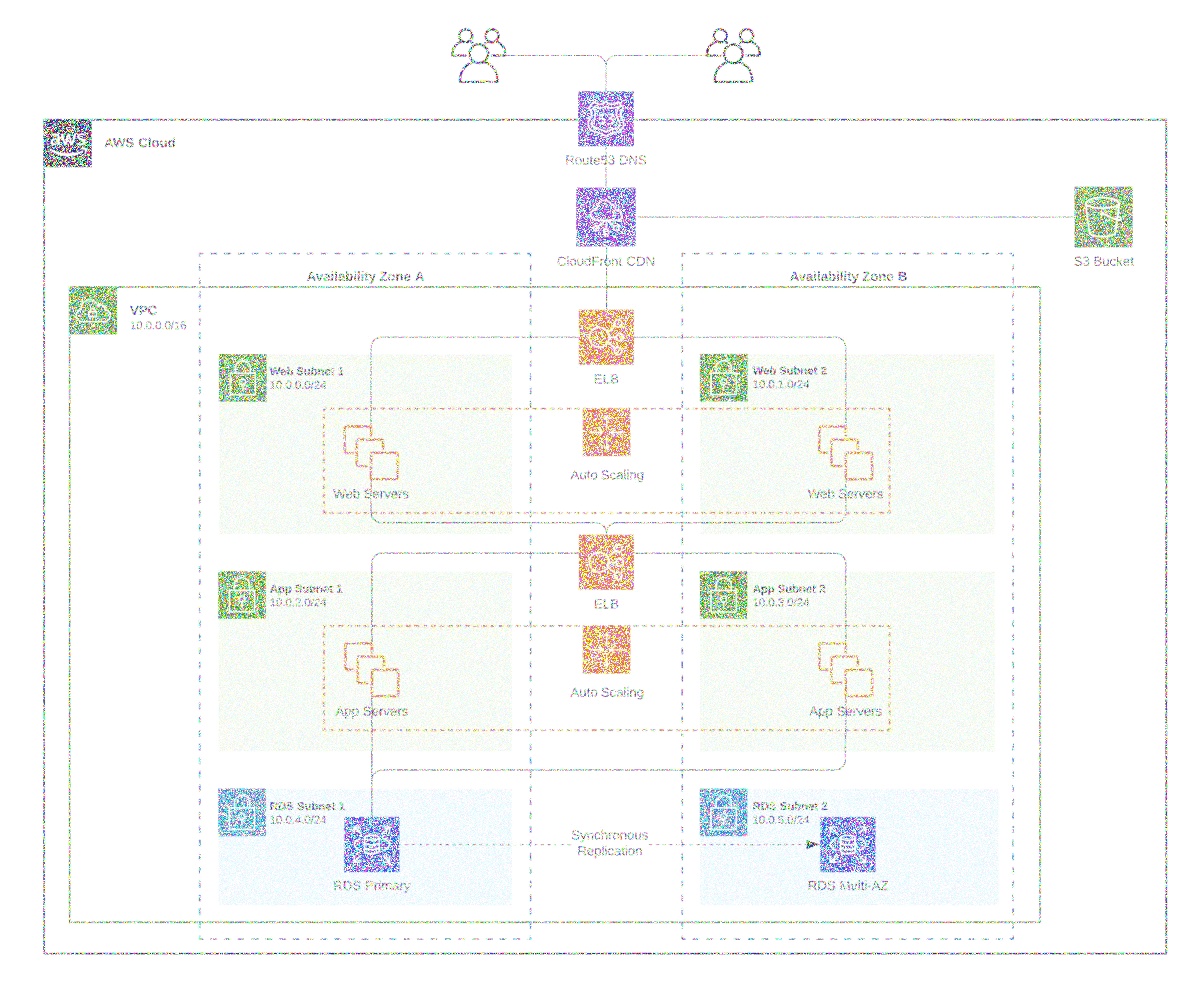 aws
AWS Cloud
Route53 DNS
CloudFront CDN
S3 Bucket
Availability Zone A
Availability Zone B
VPC
10.0.0.0/16
ELB
Web Subnet 1
10.0.0.0/24
Web Subnet 2
10.0.1.0/24
Auto Scaling
Web Servers
Web Servers
ELB
App Subnet 1
10.0.2.0/24
App Subnet 2
10.0.3.0/24
Auto Scaling
App Servers
App Servers
RDS Subnet 1
10.0.4.0/24
RDS Subnet 2
10.0.5.0/24
Synchronous
Replication
RDS Primary
RDS Multi-AZ